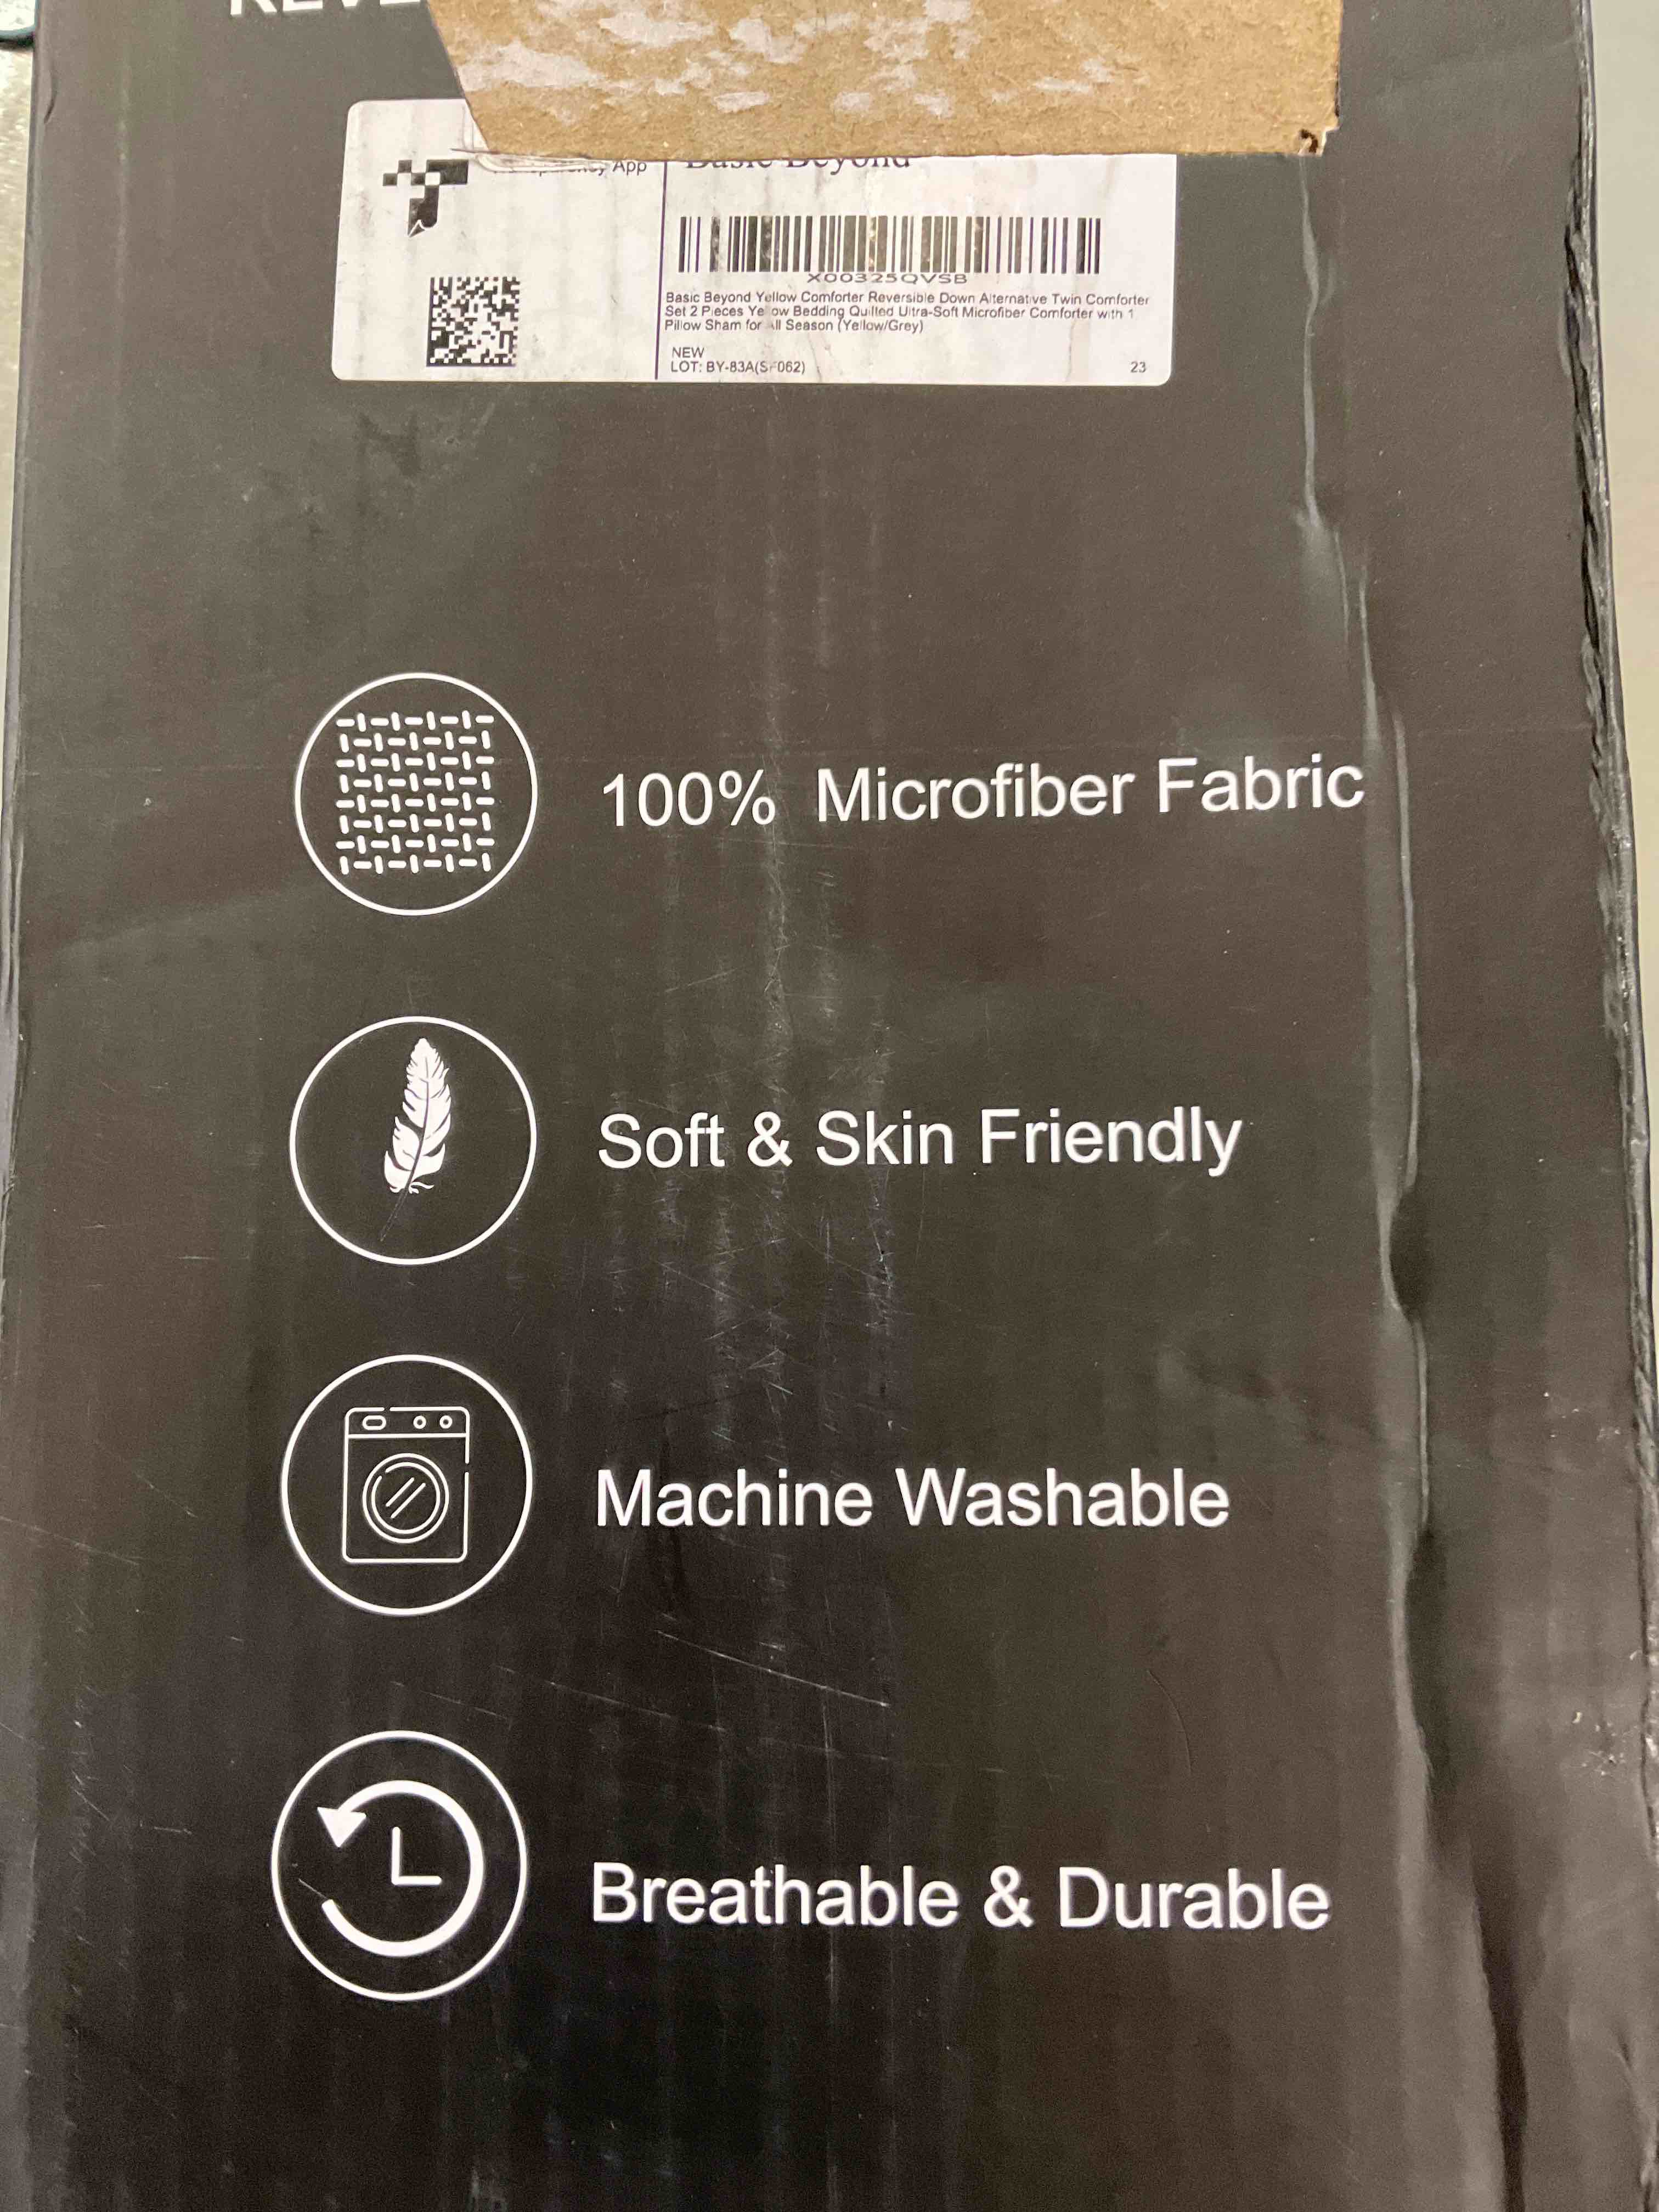 App
Basic Beyond
X00325QVSB
Basic Beyond Yellow Comforter Reversible Down Alternative Twin Comforter
Set 2 Pieces Yellow Bedding Quilted Ultra-Soft Microfiber Comforter with 1
Pillow Sham for All Season (Yellow/Grey)
NEW
LOT: BY-83A(SF062)
23
100% Microfiber Fabric
Soft & Skin Friendly
Machine Washable
Breathable & Durable